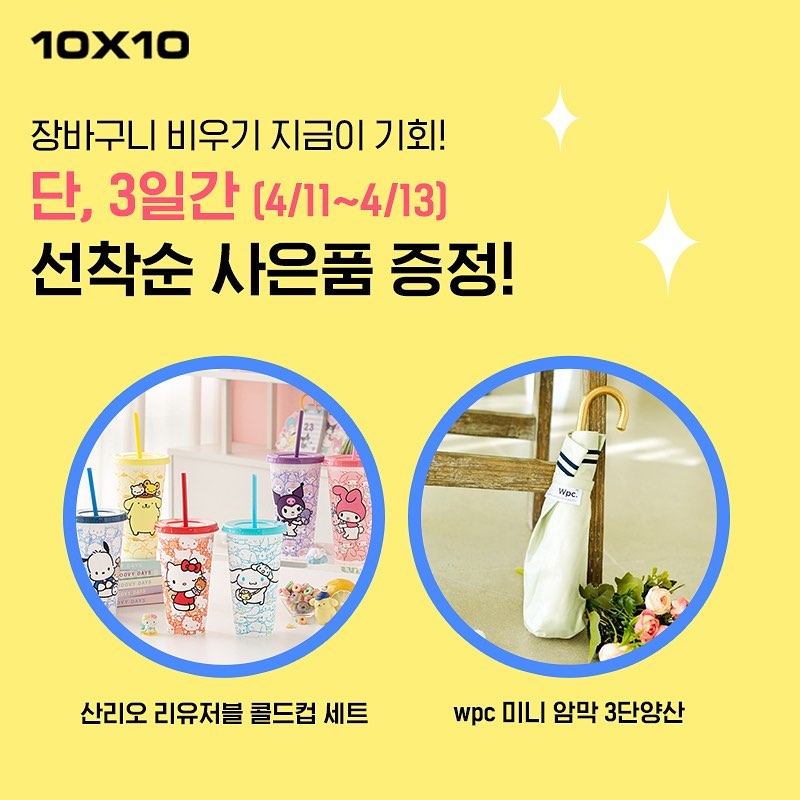 10X10
장바구니 비우기 지금이 기회!
단, 3일간 (4/11~4/13)
선착순 사은품 증정!
23
Wpc.
산리오 리유저블 콜드컵 세트
wpc 미니 암막 3단양산